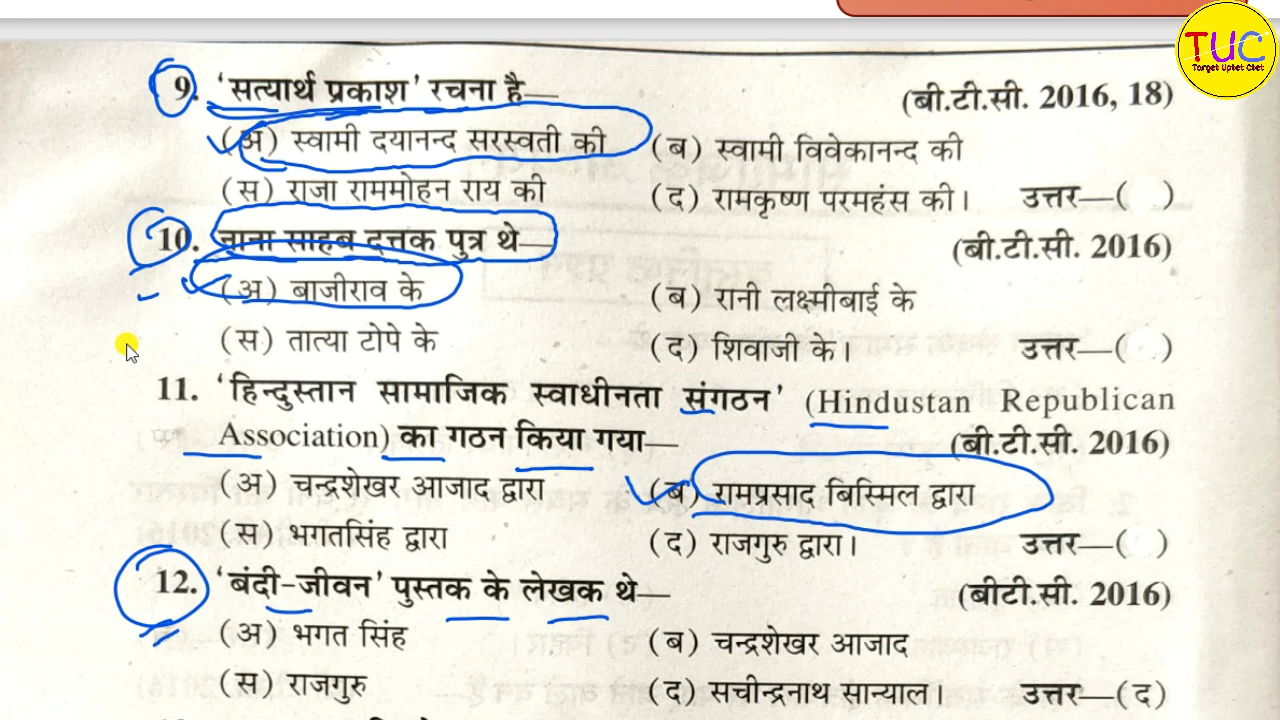 TUC
Target Uptet Ctet
9. 'सत्यार्थ प्रकाश' रचना है— (बी.टी.सी. 2016, 18)
(अ) स्वामी दयानन्द सरस्वती की (ब) स्वामी विवेकानन्द की
(स) राजा राममोहन राय की (द) रामकृष्ण परमहंस की। उत्तर—( )
10. नाना साहब दत्तक पुत्र थे— (बी.टी.सी. 2016)
(अ) बाजीराव के (ब) रानी लक्ष्मीबाई के
(स) तात्या टोपे के (द) शिवाजी के। उत्तर—( )
11. 'हिन्दुस्तान सामाजिक स्वाधीनता संगठन' (Hindustan Republican
Association) का गठन किया गया— (बी.टी.सी. 2016)
(अ) चन्द्रशेखर आजाद द्वारा (ब) रामप्रसाद बिस्मिल द्वारा
(स) भगतसिंह द्वारा (द) राजगुरु द्वारा। उत्तर—( )
12. 'बंदी-जीवन' पुस्तक के लेखक थे— (बीटी.सी. 2016)
(अ) भगत सिंह (ब) चन्द्रशेखर आजाद
(स) राजगुरु (द) सचीन्द्रनाथ सान्याल। उत्तर—(द)